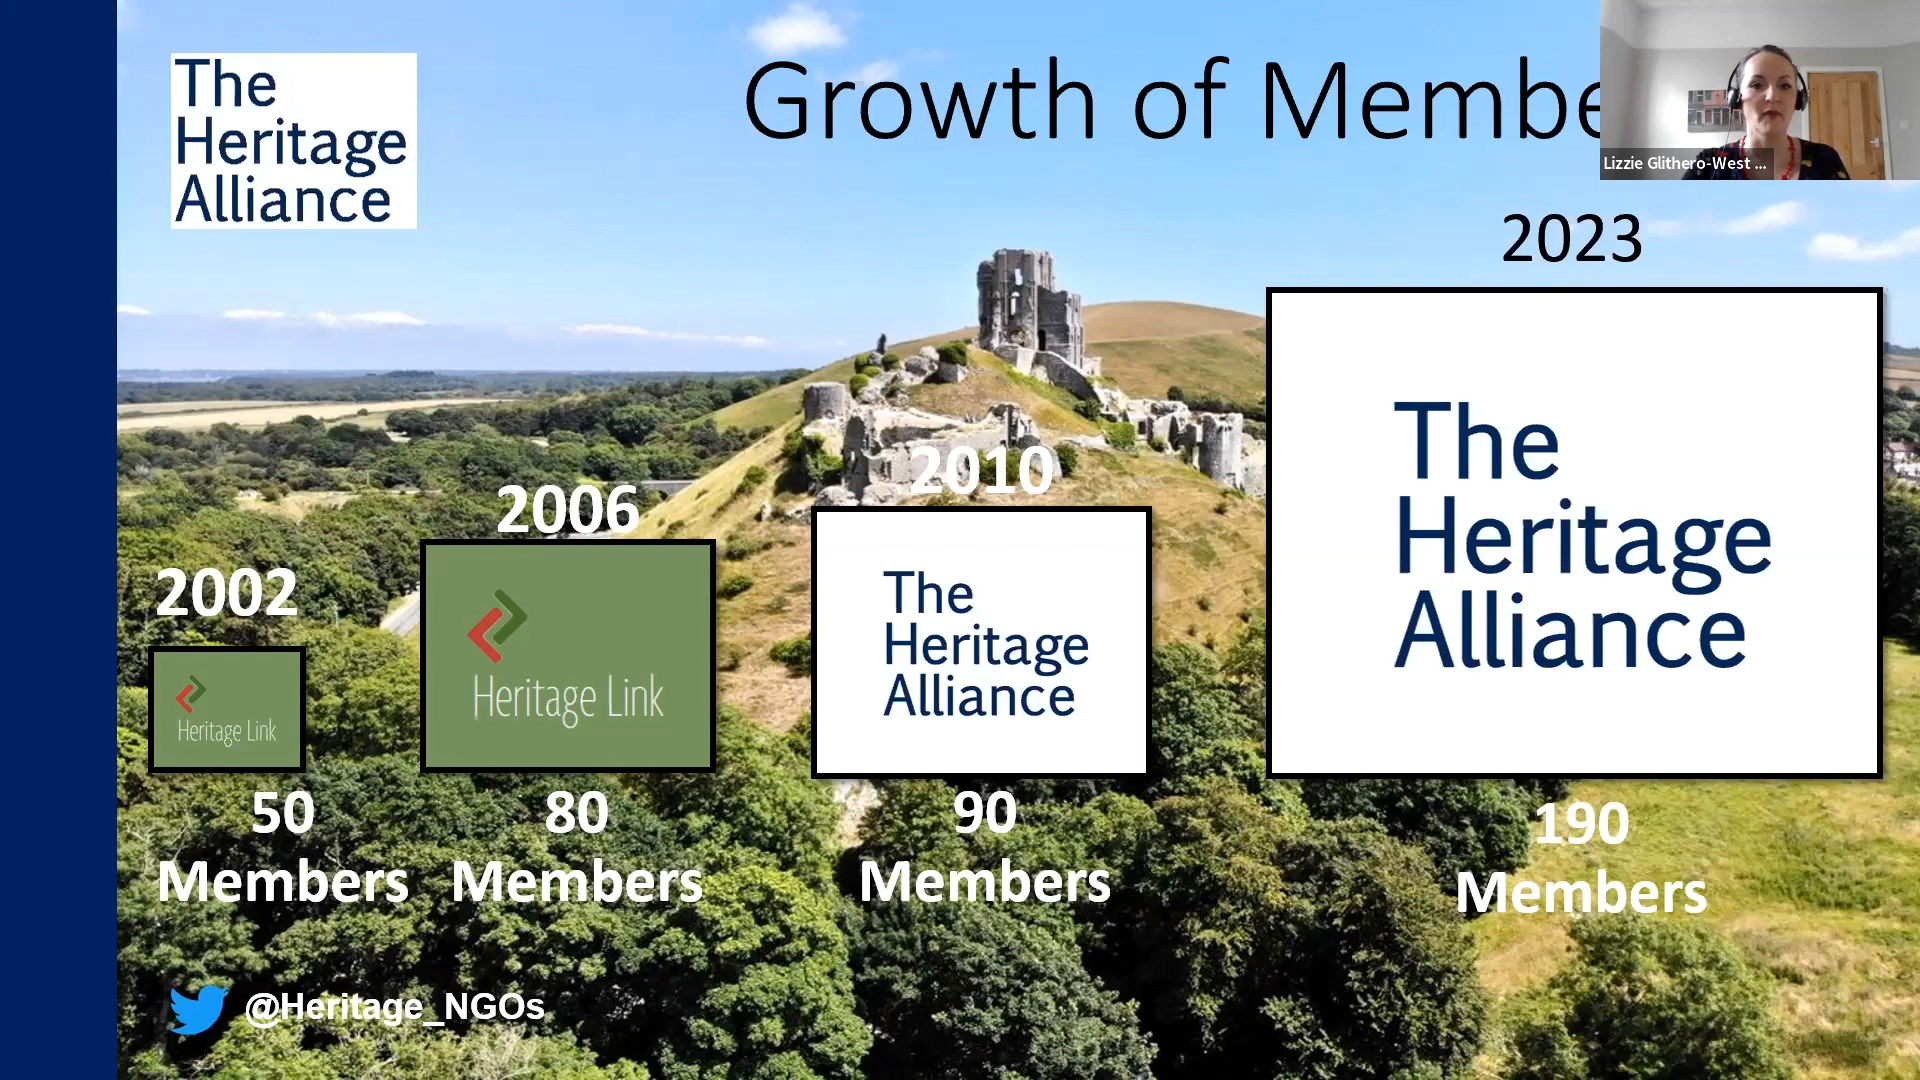 The
Heritage
Alliance
Growth of Membe
Lizzie Glithero-West ...
2023
2010
2006
2002
The
Heritage
Alliance
The
Heritage
Alliance
Heritage Link
Heritage Link
50
Members
80
Members
90
Members
190
Members
@Heritage_NGOs